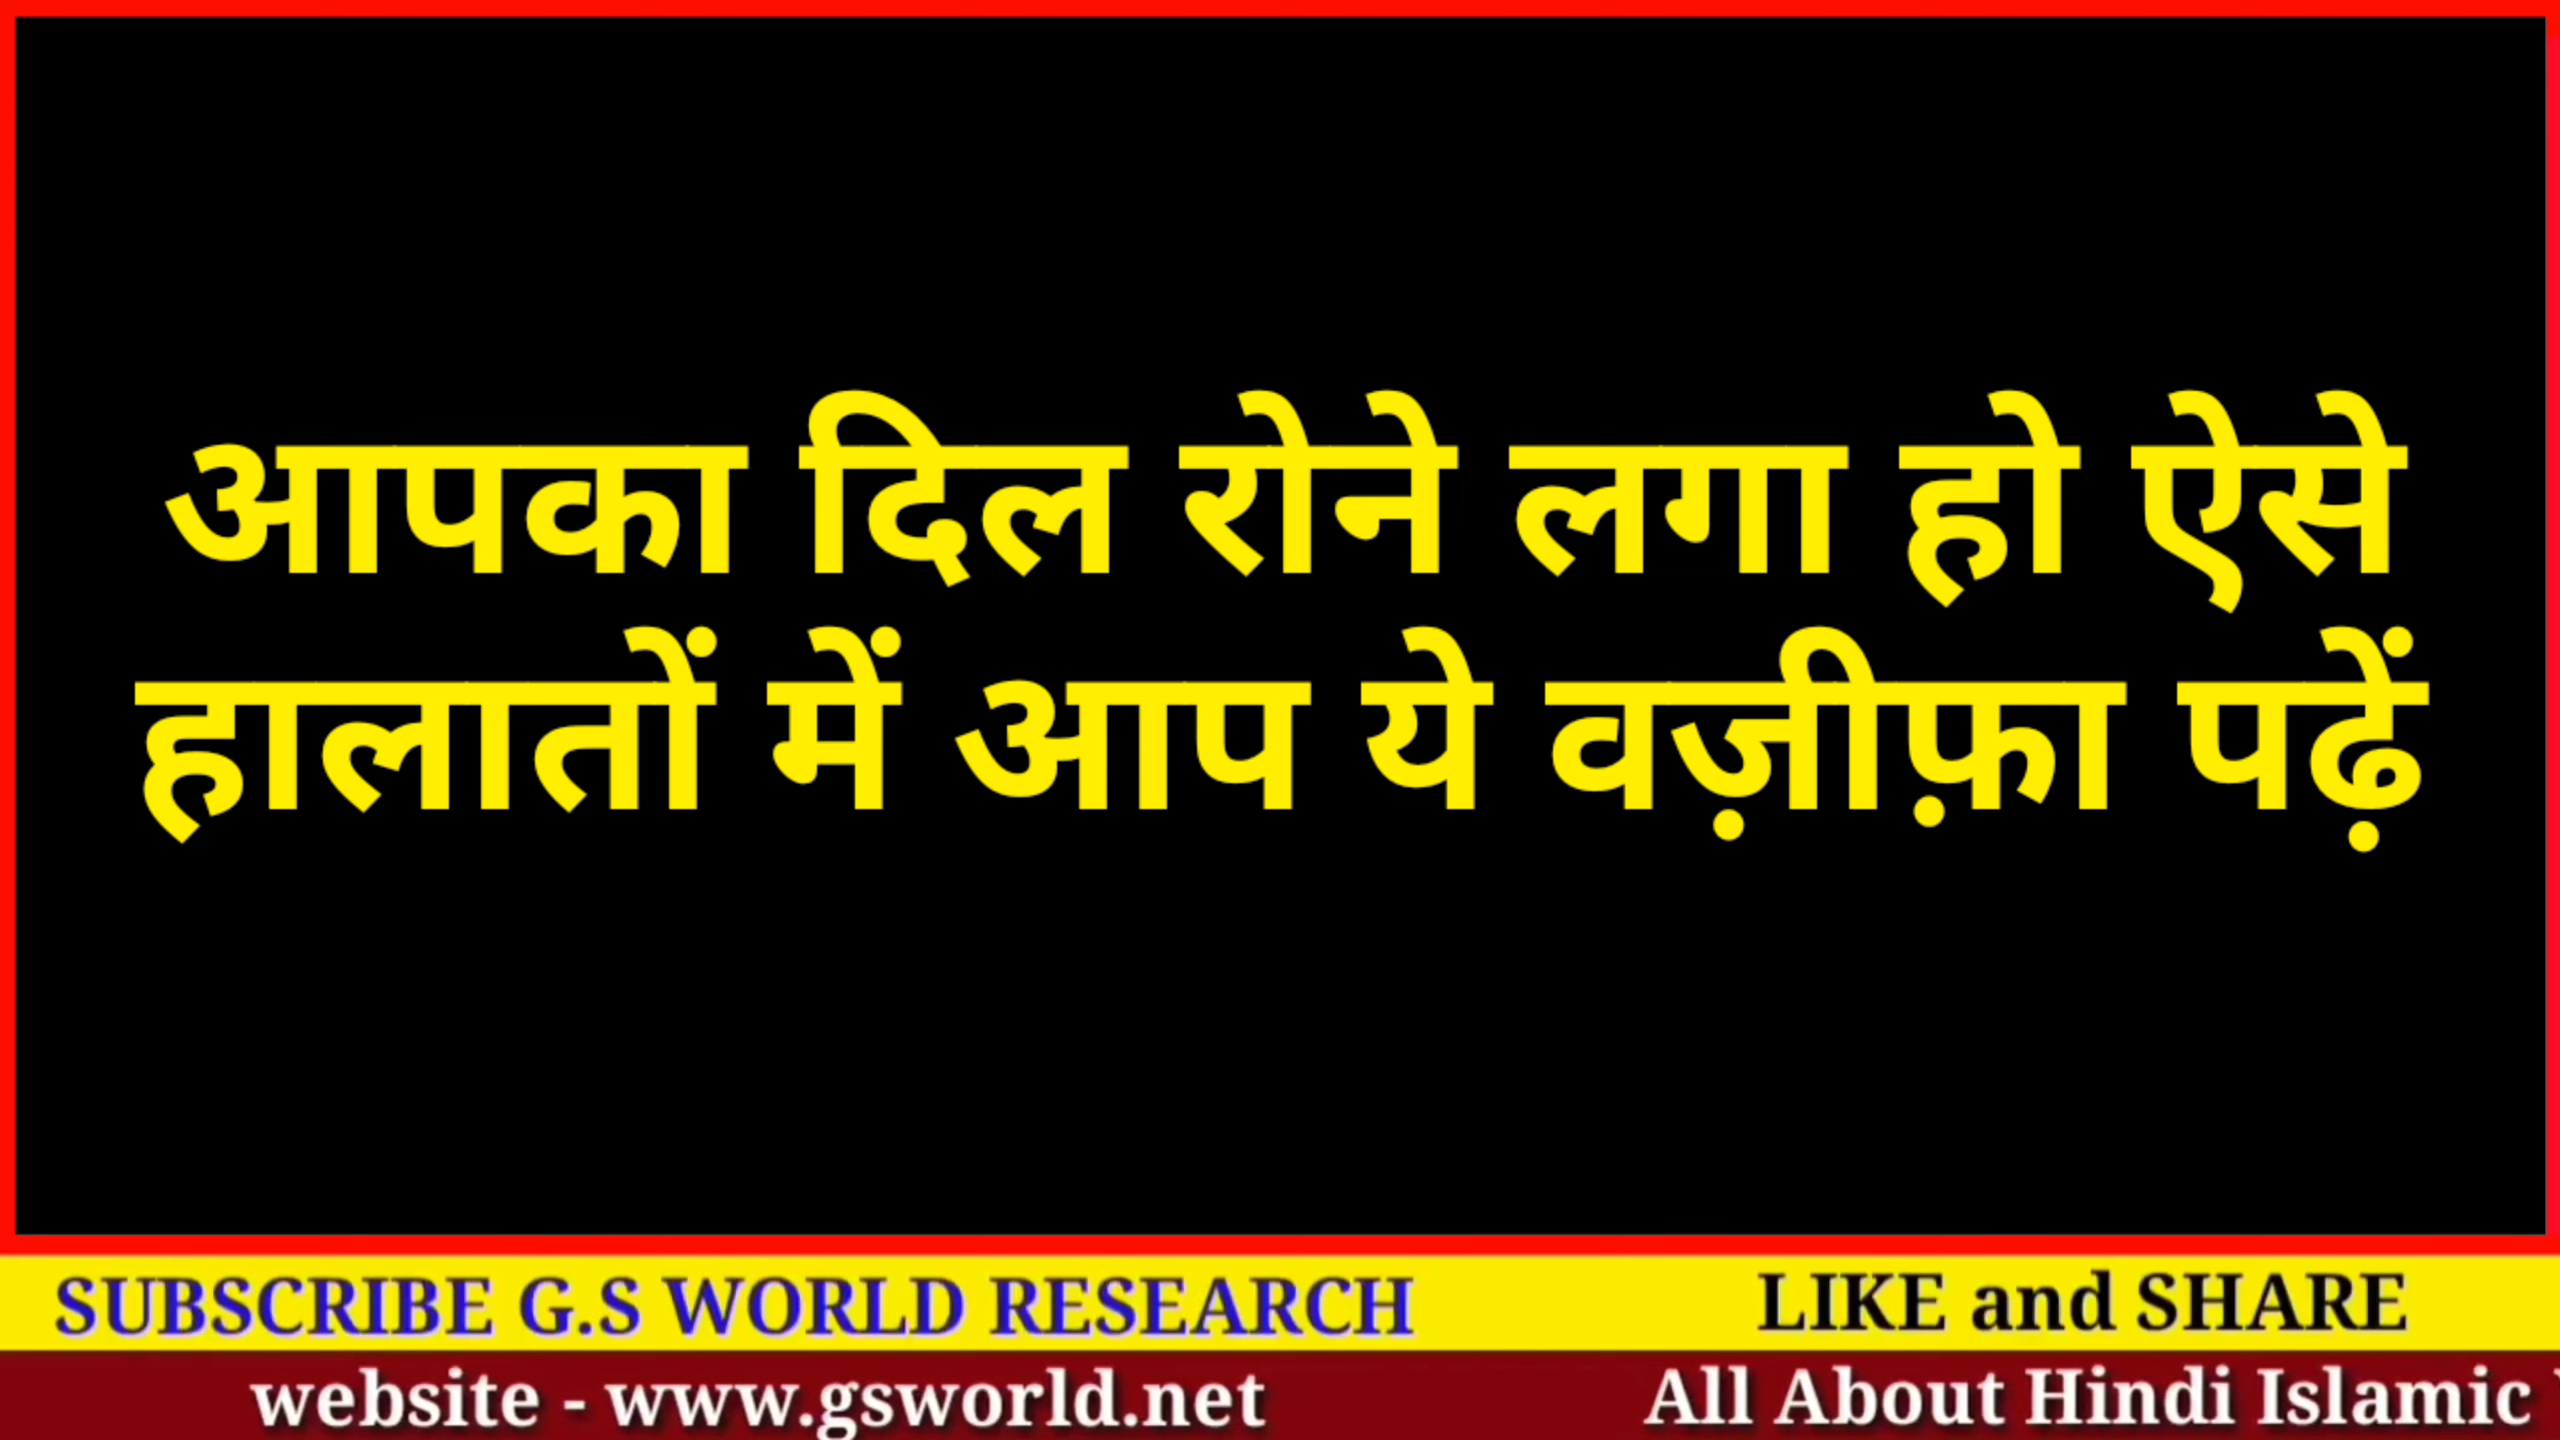 आपका दिल रोने लगा हो ऐसे
हालातों में आप ये वज़ीफ़ा पढ़ें
SUBSCRIBE G.S WORLD RESEARCH LIKE and SHARE
website - www.gsworld.net All About Hindi Islamic